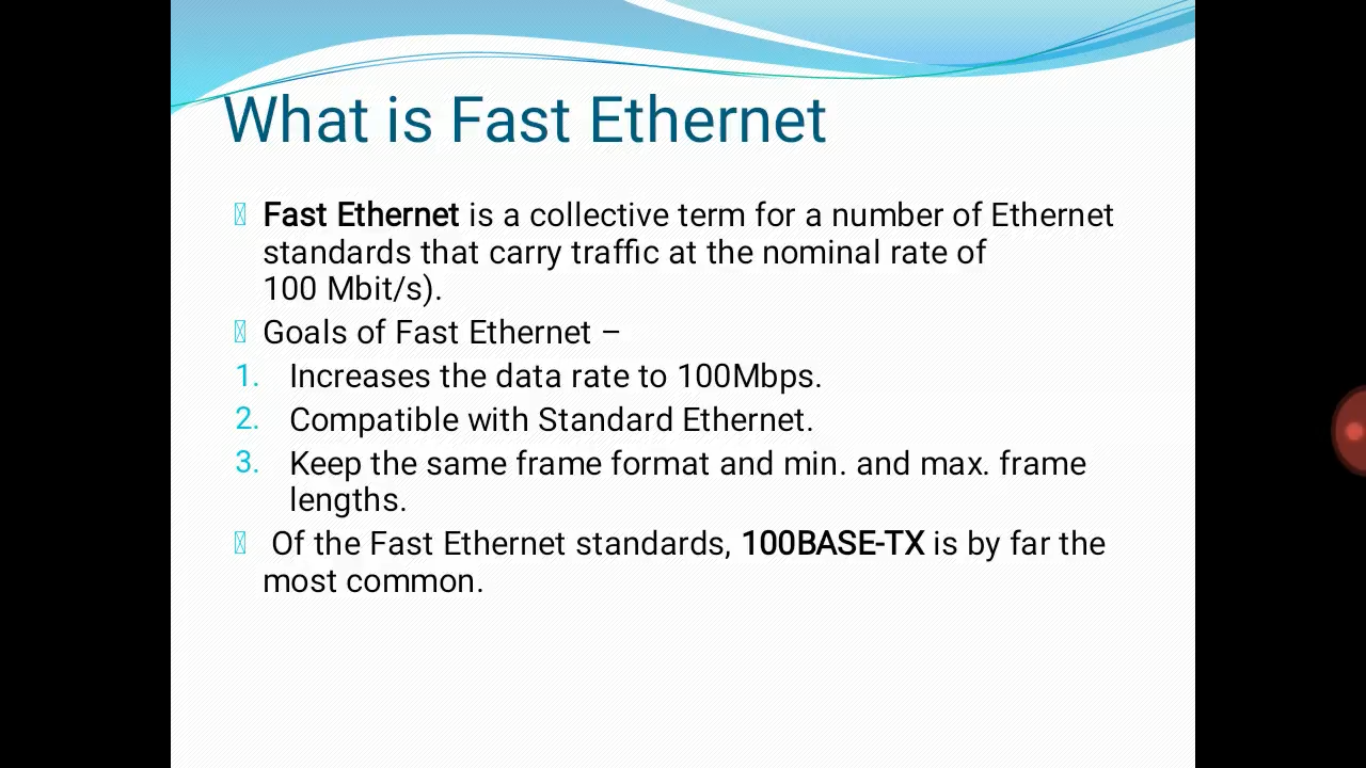 What is Fast Ethernet
Fast Ethernet is a collective term for a number of Ethernet
standards that carry traffic at the nominal rate of
100 Mbit/s).
Goals of Fast Ethernet –
1. Increases the data rate to 100Mbps.
2. Compatible with Standard Ethernet.
3. Keep the same frame format and min. and max. frame
lengths.
Of the Fast Ethernet standards, 100BASE-TX is by far the
most common.